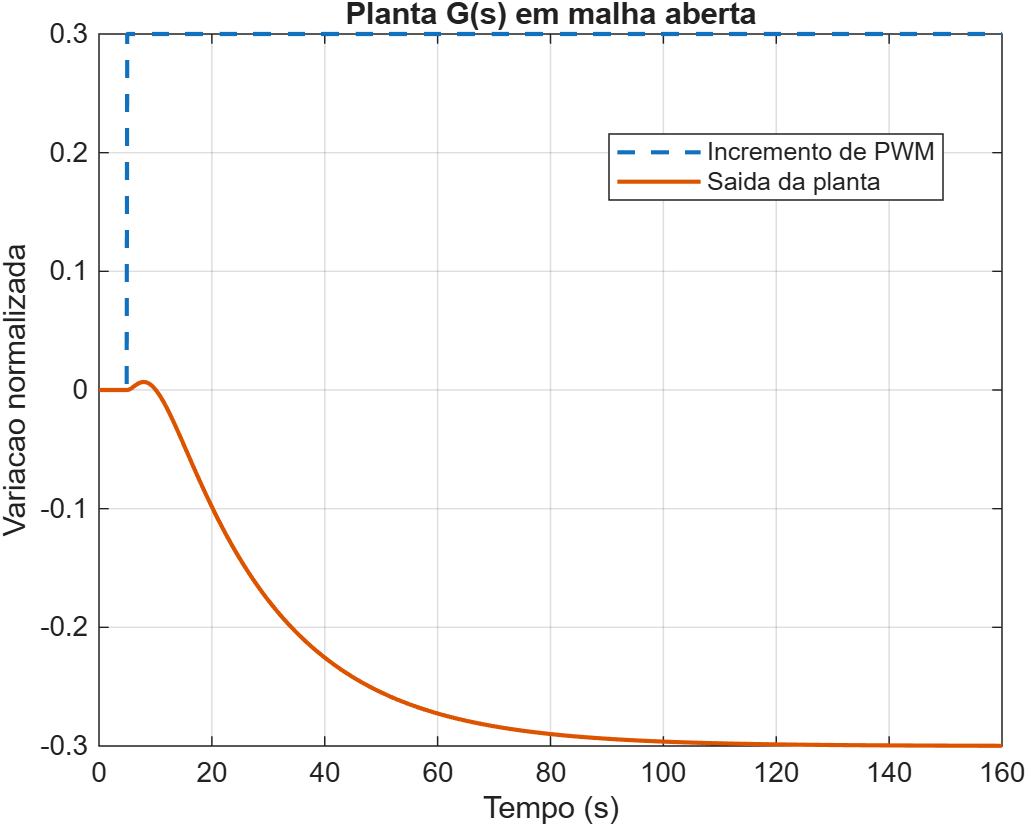 Planta G(s) em malha aberta
0.3
0.2
0.1
0
-0.1
-0.2
-0.3
Variacao normalizada
Incremento de PWM
Saida da planta
0 20 40 60 80 100 120 140 160
Tempo (s)